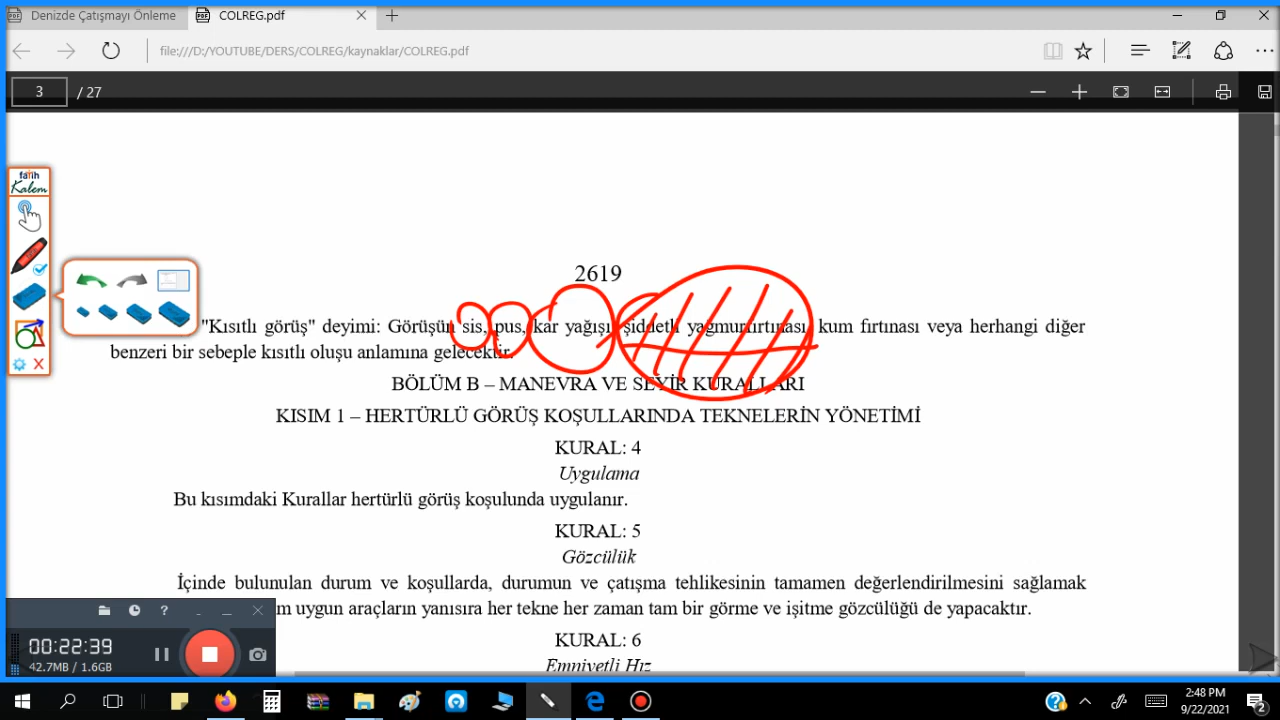 Denizde Çatışmayı Önleme
COLREG.pdf
file:///D:/YOUTUBE/DERS/COLREG/kaynaklar/COLREG.pdf
3 / 27
fatih
Kalem
2619
"Kısıtlı görüş" deyimi: Görüşün sis, pus, kar yağışı, şiddetli yağmurfırtınası, kum fırtınası veya herhangi diğer
benzeri bir sebeple kısıtlı oluşu anlamına gelecektir.
BÖLÜM B – MANEVRA VE SEYİR KURALLARI
KISIM 1 – HERTÜRLÜ GÖRÜŞ KOŞULLARINDA TEKNELERİN YÖNETİMİ
KURAL: 4
Uygulama
Bu kısımdaki Kurallar hertürlü görüş koşulunda uygulanır.
KURAL: 5
Gözcülük
İçinde bulunulan durum ve koşullarda, durumun ve çatışma tehlikesinin tamamen değerlendirilmesini sağlamak
uygun araçların yanısıra her tekne her zaman tam bir görme ve işitme gözcülüğü de yapacaktır.
KURAL: 6
Emniyetli Hız
00:22:39
42.7MB / 1.6GB
2:48 PM
9/22/2021
2